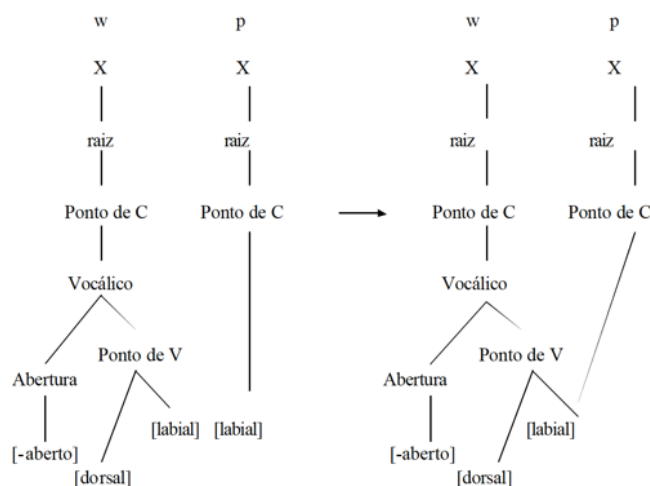 w p w p
X X X X
raiz raiz raiz raiz
Ponto de C Ponto de C Ponto de C Ponto de C
Vocálico Vocálico
Ponto de V Ponto de V
Abertura Abertura
[labial] [labial] [labial]
[-aberto] [-aberto]
[dorsal] [dorsal]